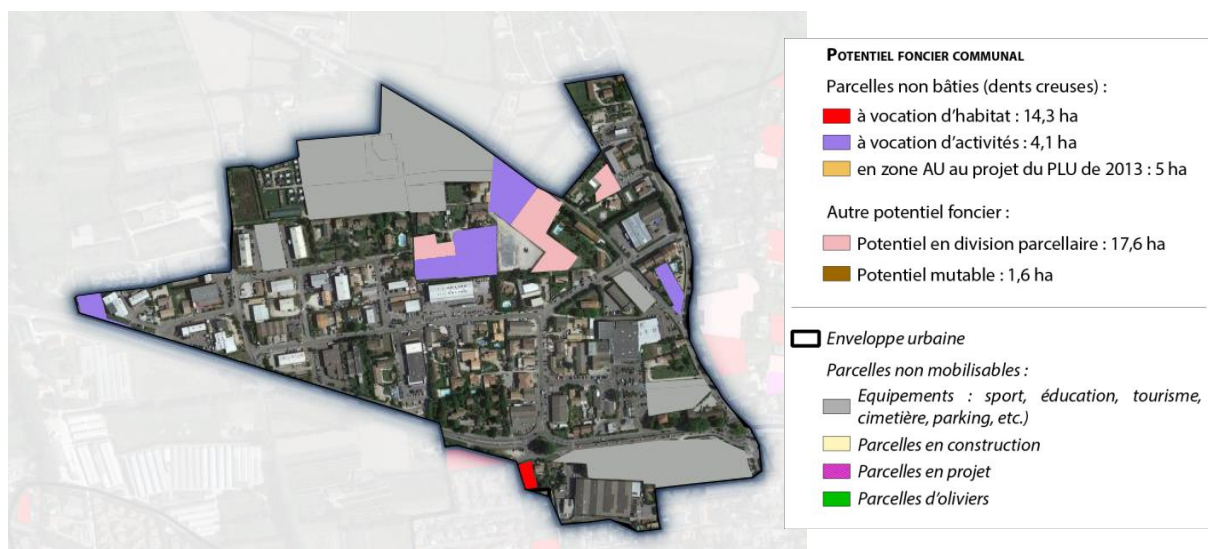 POTENTIEL FONCIER COMMUNAL
Parcelles non bâties (dents creuses) :
à vocation d'habitat : 14,3 ha
à vocation d'activités : 4,1 ha
en zone AU au projet du PLU de 2013 : 5 ha
Autre potentiel foncier :
Potentiel en division parcellaire : 17,6 ha
Potentiel mutable : 1,6 ha
Enveloppe urbaine
Parcelles non mobilisables :
Equipements : sport, éducation, tourisme,
cimetière, parking, etc.)
Parcelles en construction
Parcelles en projet
Parcelles d'oliviers